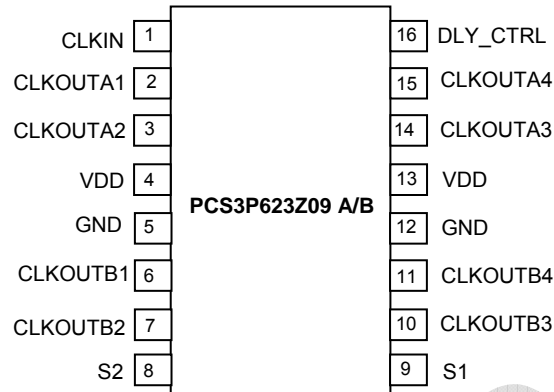 CLKIN 1 16 DLY_CTRL
CLKOUTA1 2 15 CLKOUTA4
CLKOUTA2 3 14 CLKOUTA3
VDD 4 13 VDD
PCS3P623Z09 A/B
GND 5 12 GND
CLKOUTB1 6 11 CLKOUTB4
CLKOUTB2 7 10 CLKOUTB3
S2 8 9 S1